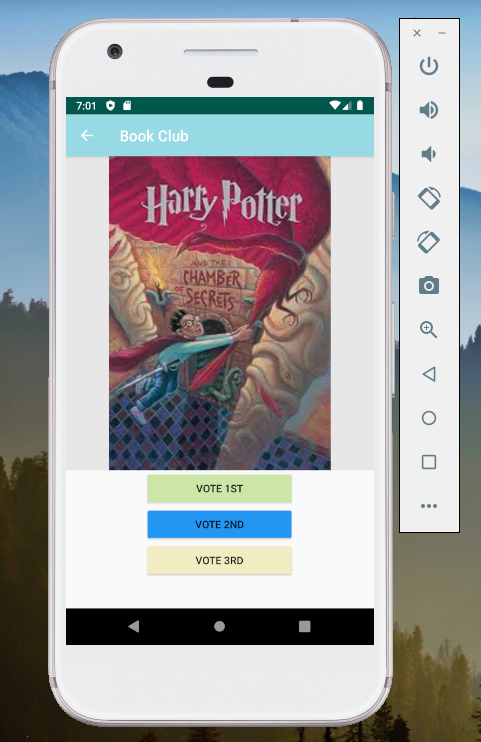 7:01
Book Club
Harry Potter
AND THE
CHAMBER
OF
SECRETS
VOTE 1ST
VOTE 2ND
VOTE 3RD